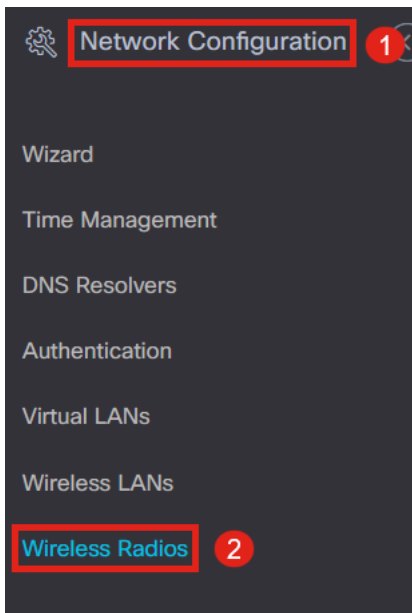 Network Configuration 1
Wizard
Time Management
DNS Resolvers
Authentication
Virtual LANs
Wireless LANs
Wireless Radios 2